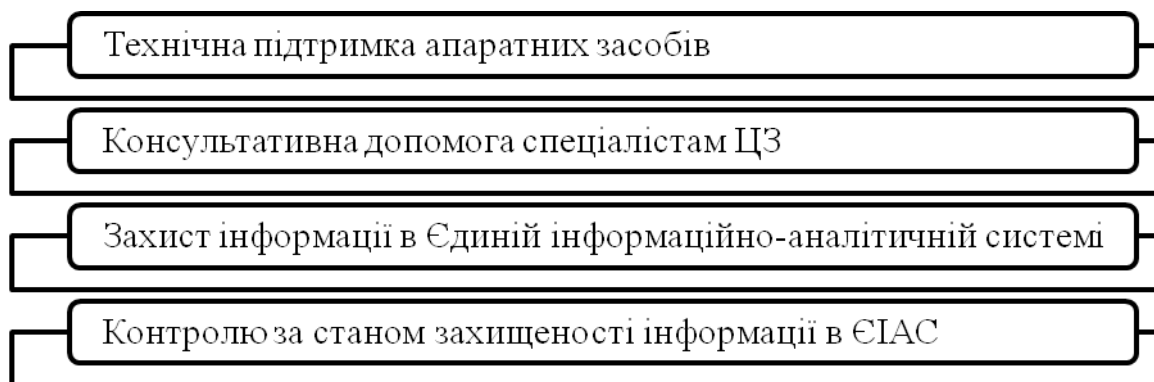 Технічна підтримка апаратних засобів
Консультативна допомога спеціалістам ЦЗ
Захист інформації в Єдиній інформаційно-аналітичній системі
Контролю за станом захищеності інформації в ЄІАС